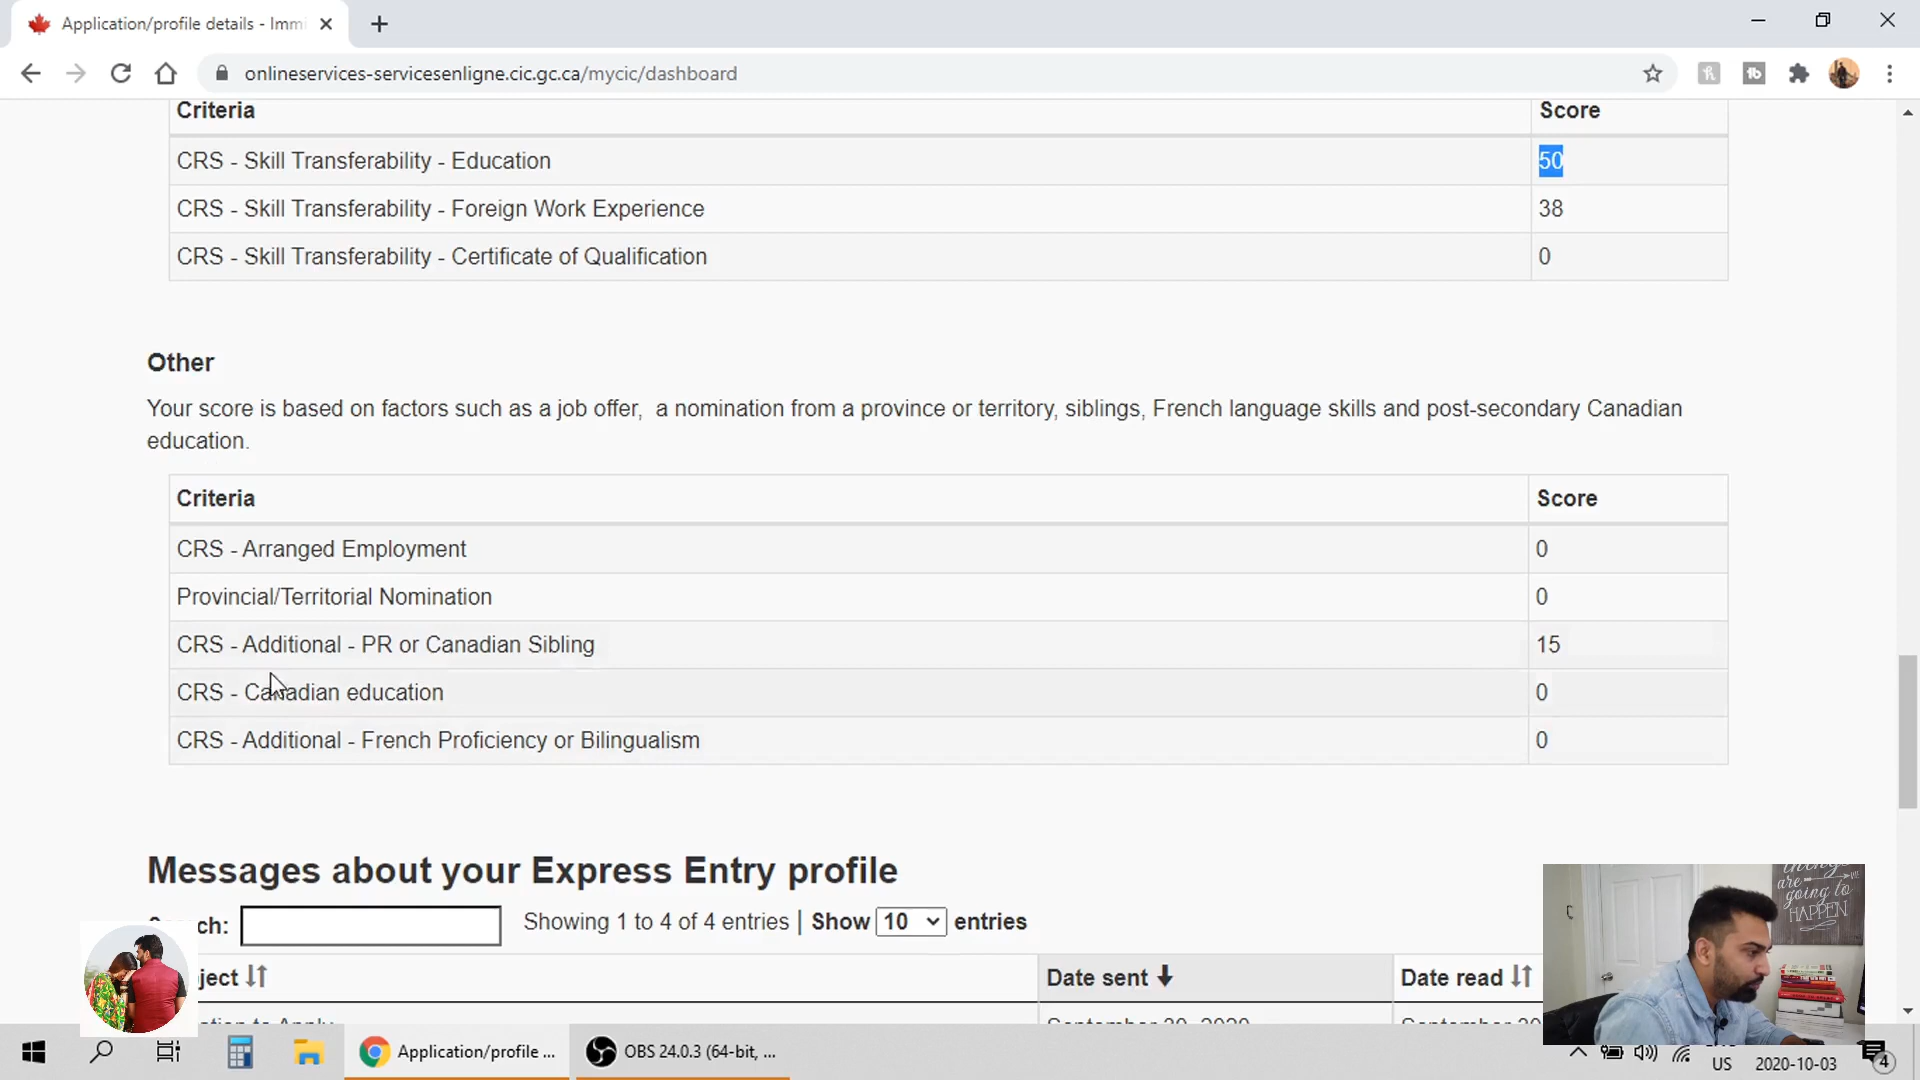 Application/profile details - Immi
onlineservices-servicesenligne.cic.gc.ca/mycic/dashboard
Criteria Score
CRS - Skill Transferability - Education 50
CRS - Skill Transferability - Foreign Work Experience 38
CRS - Skill Transferability - Certificate of Qualification 0
Other
Your score is based on factors such as a job offer,  a nomination from a province or territory, siblings, French language skills and post-secondary Canadian
education.
Criteria Score
CRS - Arranged Employment 0
Provincial/Territorial Nomination 0
CRS - Additional - PR or Canadian Sibling 15
CRS - Canadian education 0
CRS - Additional - French Proficiency or Bilingualism 0
Messages about your Express Entry profile
ch: Showing 1 to 4 of 4 entries | Show 10 entries
ject Date sent Date read
things
are
going to
HAPPEN
Application/profile ... OBS 24.0.3 (64-bit, ...
US 2020-10-03 4